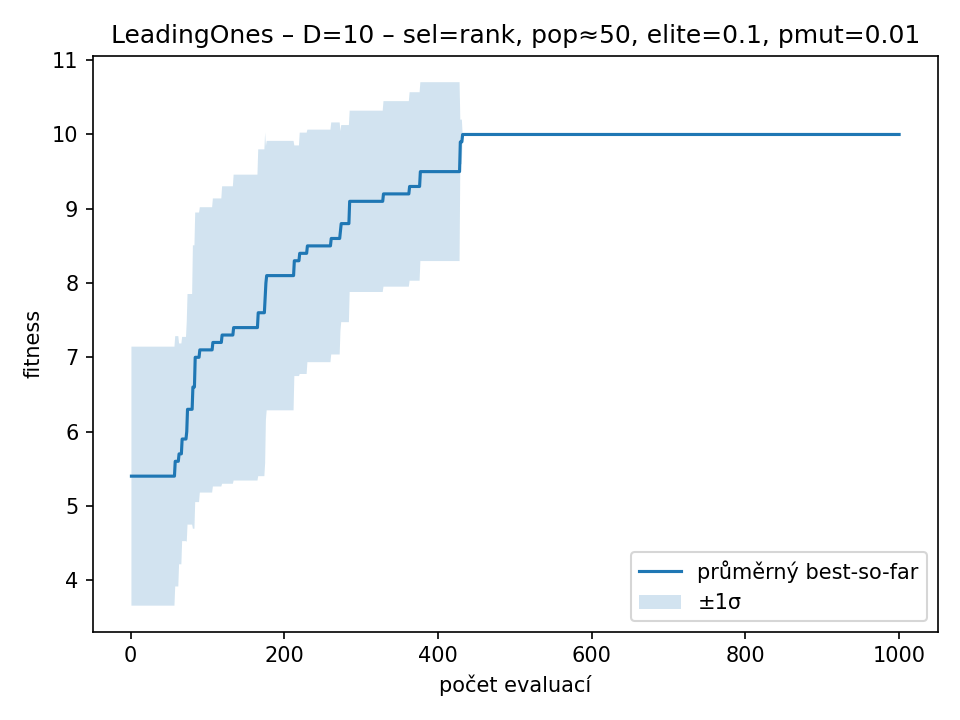 LeadingOnes – D=10 – sel=rank, pop≈50, elite=0.1, pmut=0.01
11
10
9
8
7
6
5
4
fitness
0 200 400 600 800 1000
počet evaluací
průměrný best-so-far
±1σ